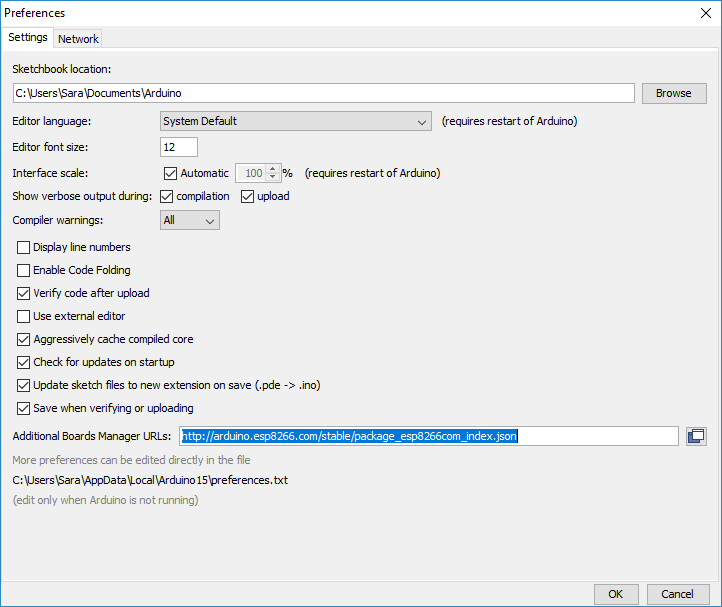 Preferences
Settings Network
Sketchbook location:
C:\Users\Sara\Documents\Arduino Browse
Editor language: System Default (requires restart of Arduino)
Editor font size: 12
Interface scale: Automatic 100 % (requires restart of Arduino)
Show verbose output during: compilation upload
Compiler warnings: All
Display line numbers
Enable Code Folding
Verify code after upload
Use external editor
Aggressively cache compiled core
Check for updates on startup
Update sketch files to new extension on save (.pde -> .ino)
Save when verifying or uploading
Additional Boards Manager URLs: http://arduino.esp8266.com/stable/package_esp8266com_index.json
More preferences can be edited directly in the file
C:\Users\Sara\AppData\Local\Arduino15\preferences.txt
(edit only when Arduino is not running)
OK Cancel